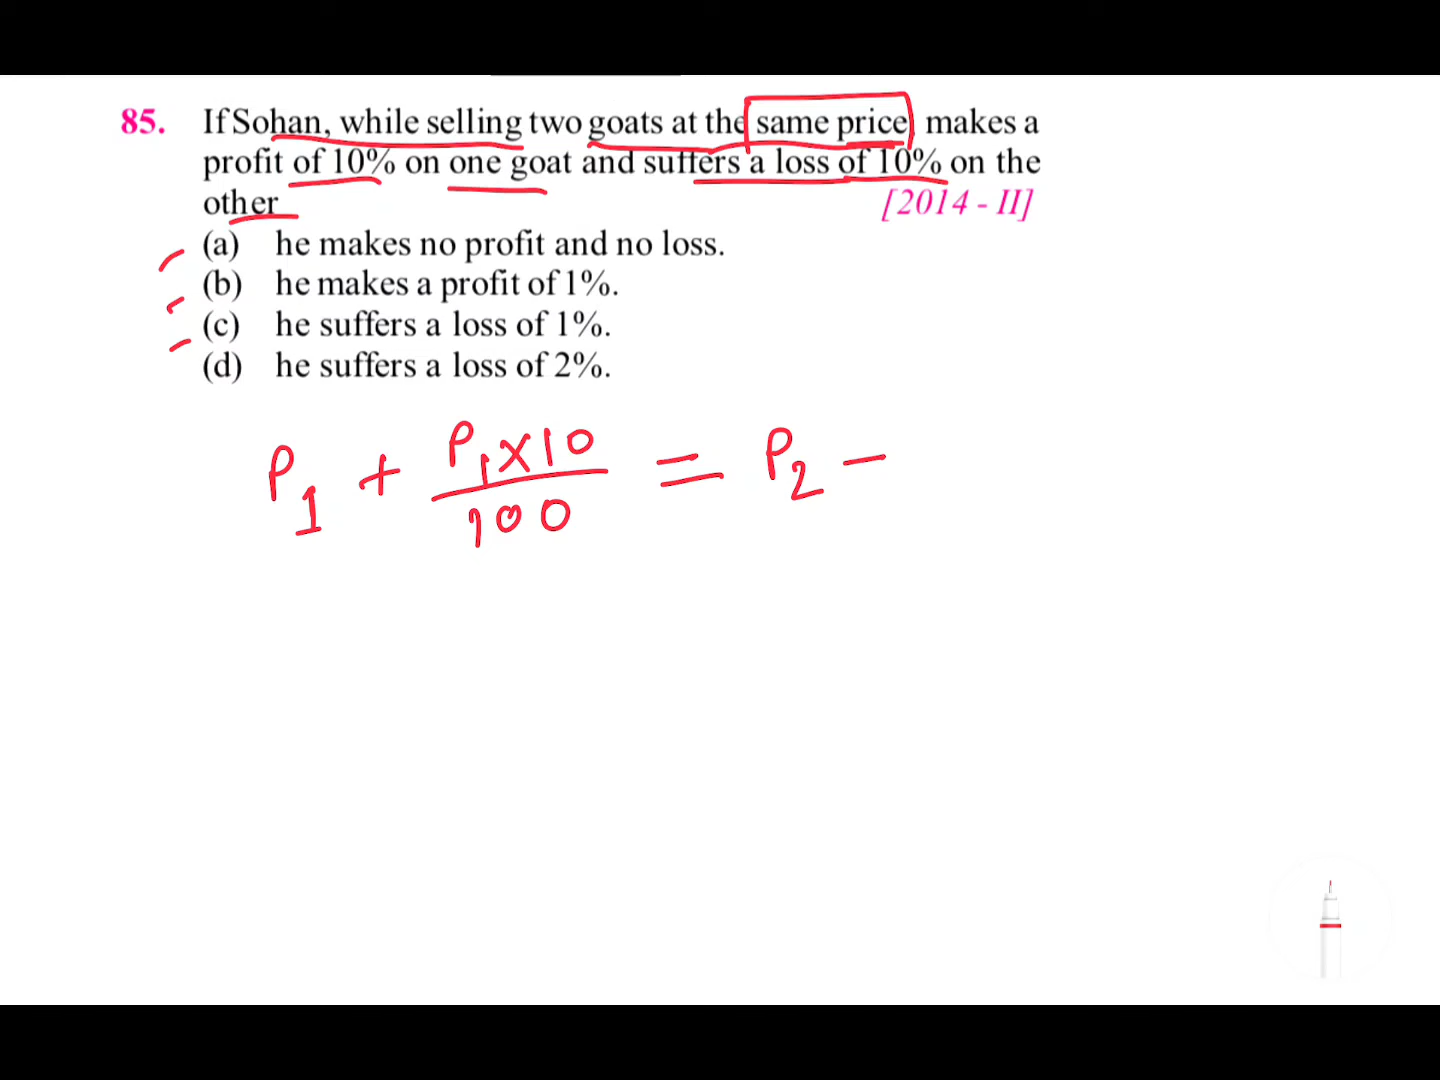 85. If Sohan, while selling two goats at the same price, makes a
profit of 10% on one goat and suffers a loss of 10% on the
other [2014 - II]
(a) he makes no profit and no loss.
(b) he makes a profit of 1%.
(c) he suffers a loss of 1%.
(d) he suffers a loss of 2%.
P₁ + P₁×10/100 = P₂ −